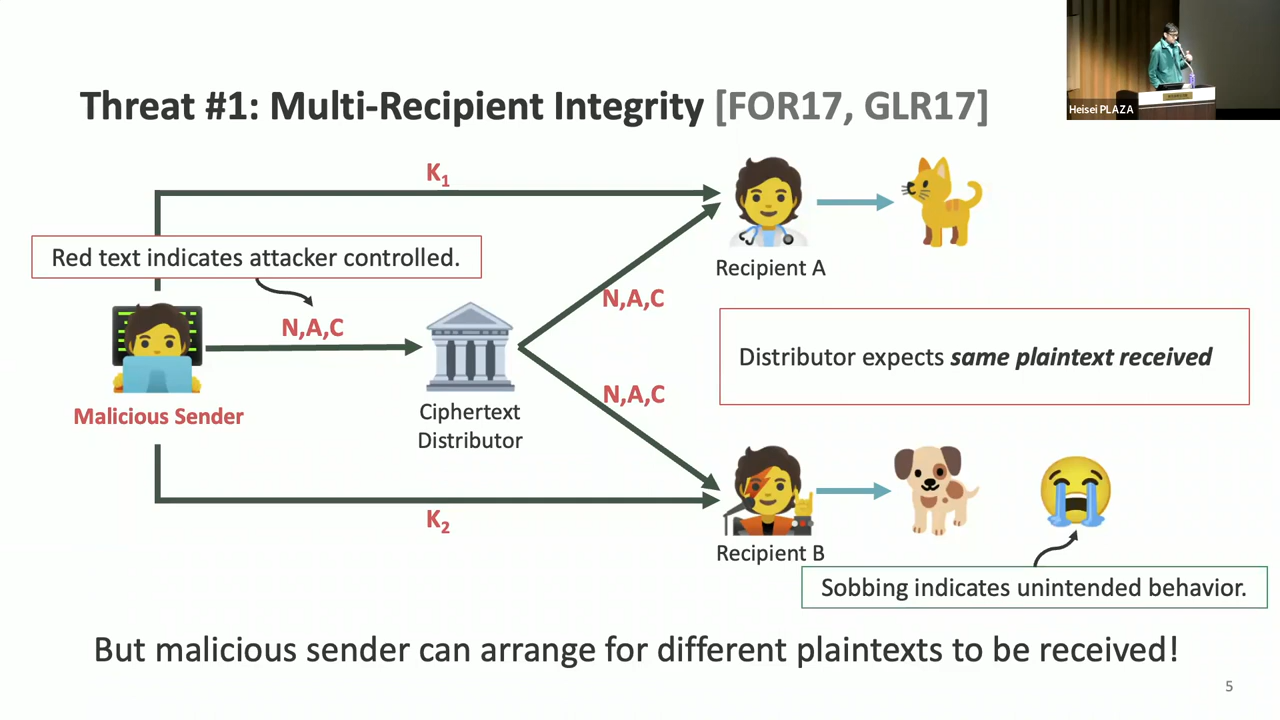 Heisei PLAZA
Threat #1: Multi-Recipient Integrity [FOR17, GLR17]
K1
Red text indicates attacker controlled.
Recipient A
N,A,C
N,A,C
Distributor expects same plaintext received
N,A,C
Malicious Sender
Ciphertext
Distributor
K2
Recipient B
Sobbing indicates unintended behavior.
But malicious sender can arrange for different plaintexts to be received!
5